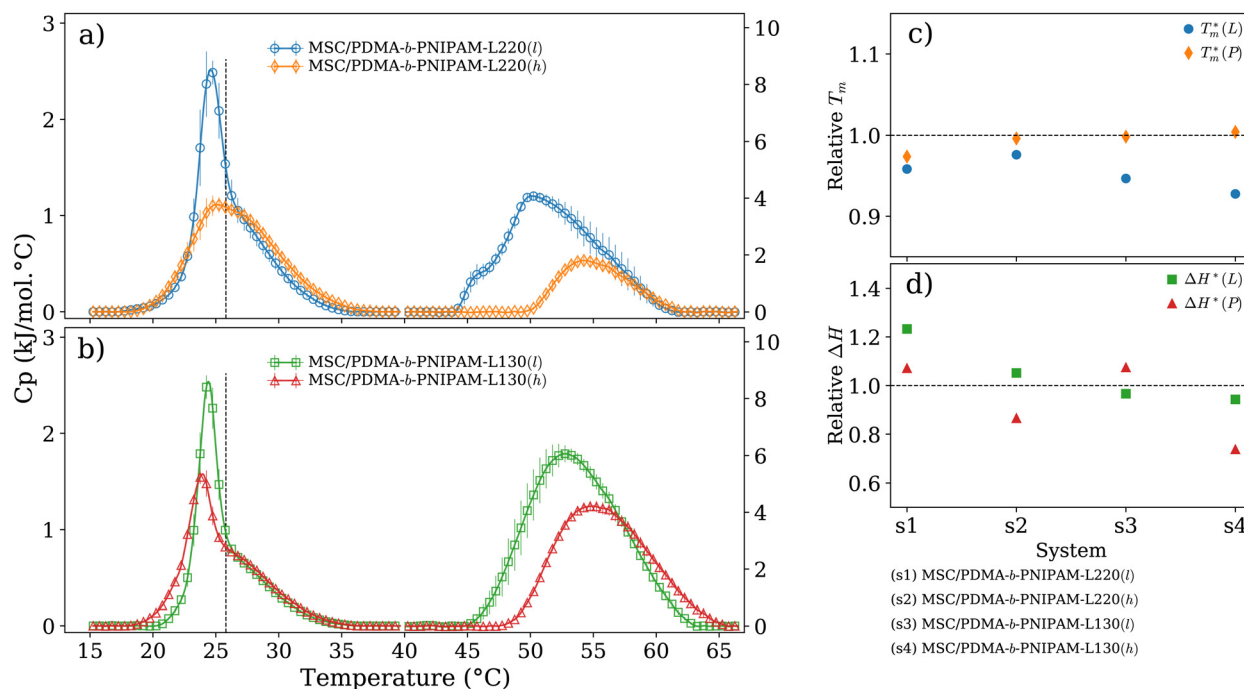 a)
MSC/PDMA-b-PNIPAM-L220(l)
MSC/PDMA-b-PNIPAM-L220(h)
3
2
1
0
10
8
6
4
2
0
b)
MSC/PDMA-b-PNIPAM-L130(l)
MSC/PDMA-b-PNIPAM-L130(h)
3
2
1
0
10
8
6
4
2
0
Cp (kJ/mol.°C)
15 20 25 30 35 40 45 50 55 60 65
Temperature (°C)
c)
T*m(L)
T*m(P)
1.1
1.0
0.9
Relative Tm
d)
ΔH*(L)
ΔH*(P)
1.4
1.2
1.0
0.8
0.6
Relative ΔH
s1 s2 s3 s4
System
(s1) MSC/PDMA-b-PNIPAM-L220(l)
(s2) MSC/PDMA-b-PNIPAM-L220(h)
(s3) MSC/PDMA-b-PNIPAM-L130(l)
(s4) MSC/PDMA-b-PNIPAM-L130(h)